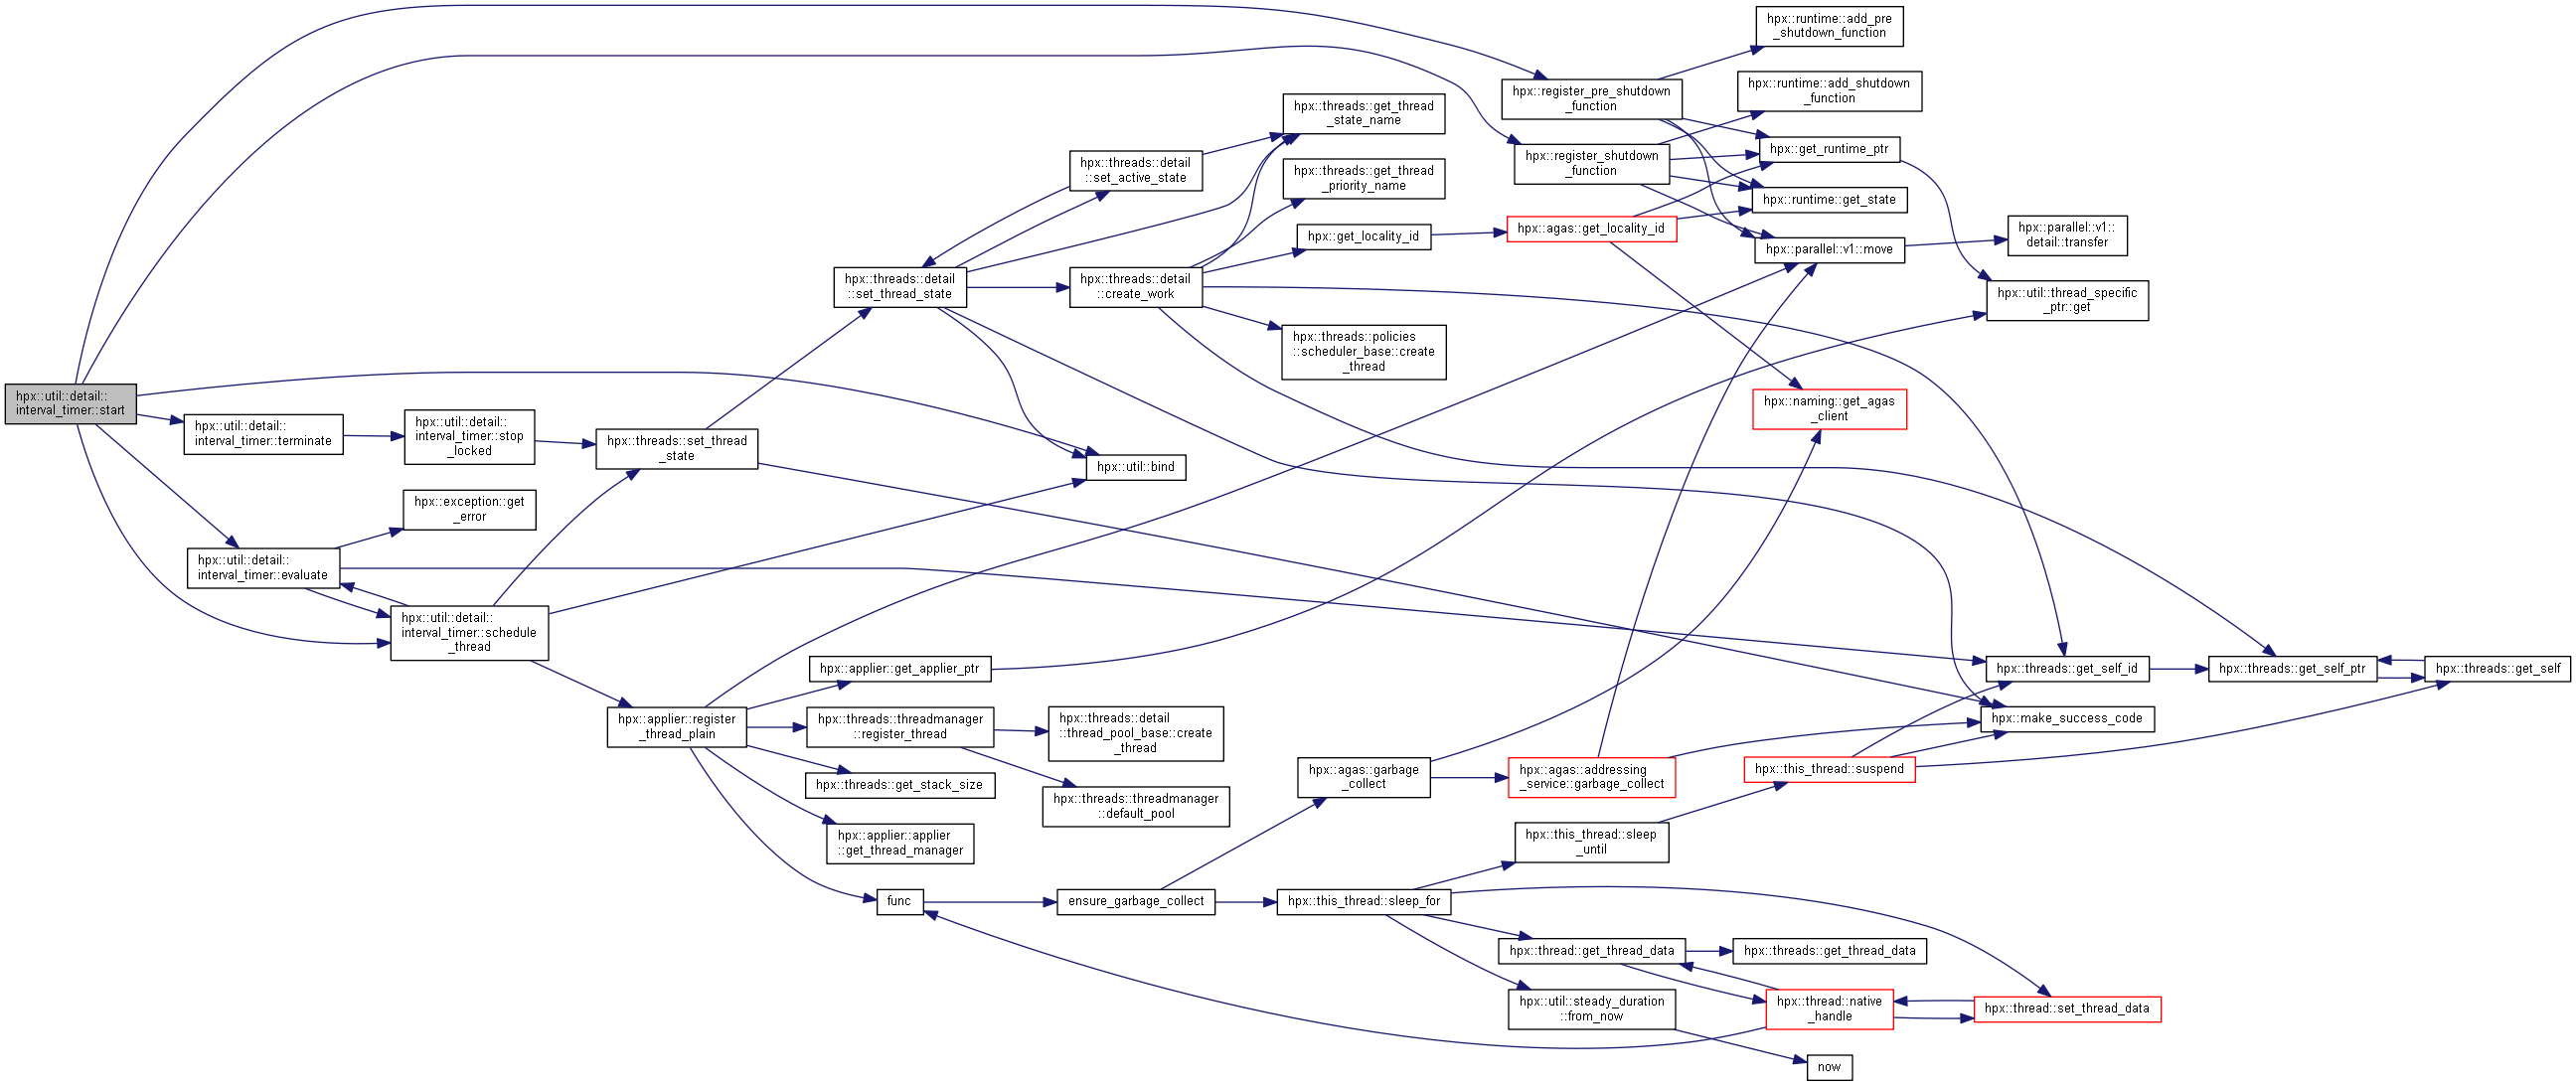 hpx::util::detail::
interval_timer::start
hpx::util::detail::
interval_timer::terminate
hpx::util::detail::
interval_timer::evaluate
hpx::util::detail::
interval_timer::stop
_locked
hpx::exception::get
_error
hpx::util::detail::
interval_timer::schedule
_thread
hpx::threads::set_thread
_state
hpx::applier::register
_thread_plain
hpx::threads::detail
::set_thread_state
hpx::applier::get_applier_ptr
hpx::threads::threadmanager
::register_thread
hpx::threads::get_stack_size
hpx::applier::applier
::get_thread_manager
func
hpx::threads::detail
::set_active_state
hpx::threads::detail
::create_work
hpx::util::bind
hpx::threads::detail
::thread_pool_base::create
_thread
hpx::threads::threadmanager
::default_pool
ensure_garbage_collect
hpx::threads::get_thread
_state_name
hpx::threads::get_thread
_priority_name
hpx::get_locality_id
hpx::threads::policies
::scheduler_base::create
_thread
hpx::agas::garbage
_collect
hpx::this_thread::sleep_for
hpx::register_pre_shutdown
_function
hpx::register_shutdown
_function
hpx::agas::get_locality_id
hpx::agas::addressing
_service::garbage_collect
hpx::this_thread::sleep
_until
hpx::thread::get_thread_data
hpx::util::steady_duration
::from_now
hpx::runtime::add_pre
_shutdown_function
hpx::runtime::add_shutdown
_function
hpx::get_runtime_ptr
hpx::runtime::get_state
hpx::parallel::v1::move
hpx::naming::get_agas
_client
hpx::this_thread::suspend
hpx::threads::get_thread_data
hpx::thread::native
_handle
now
hpx::parallel::v1::
detail::transfer
hpx::util::thread_specific
_ptr::get
hpx::threads::get_self_id
hpx::make_success_code
hpx::thread::set_thread_data
hpx::threads::get_self_ptr
hpx::threads::get_self